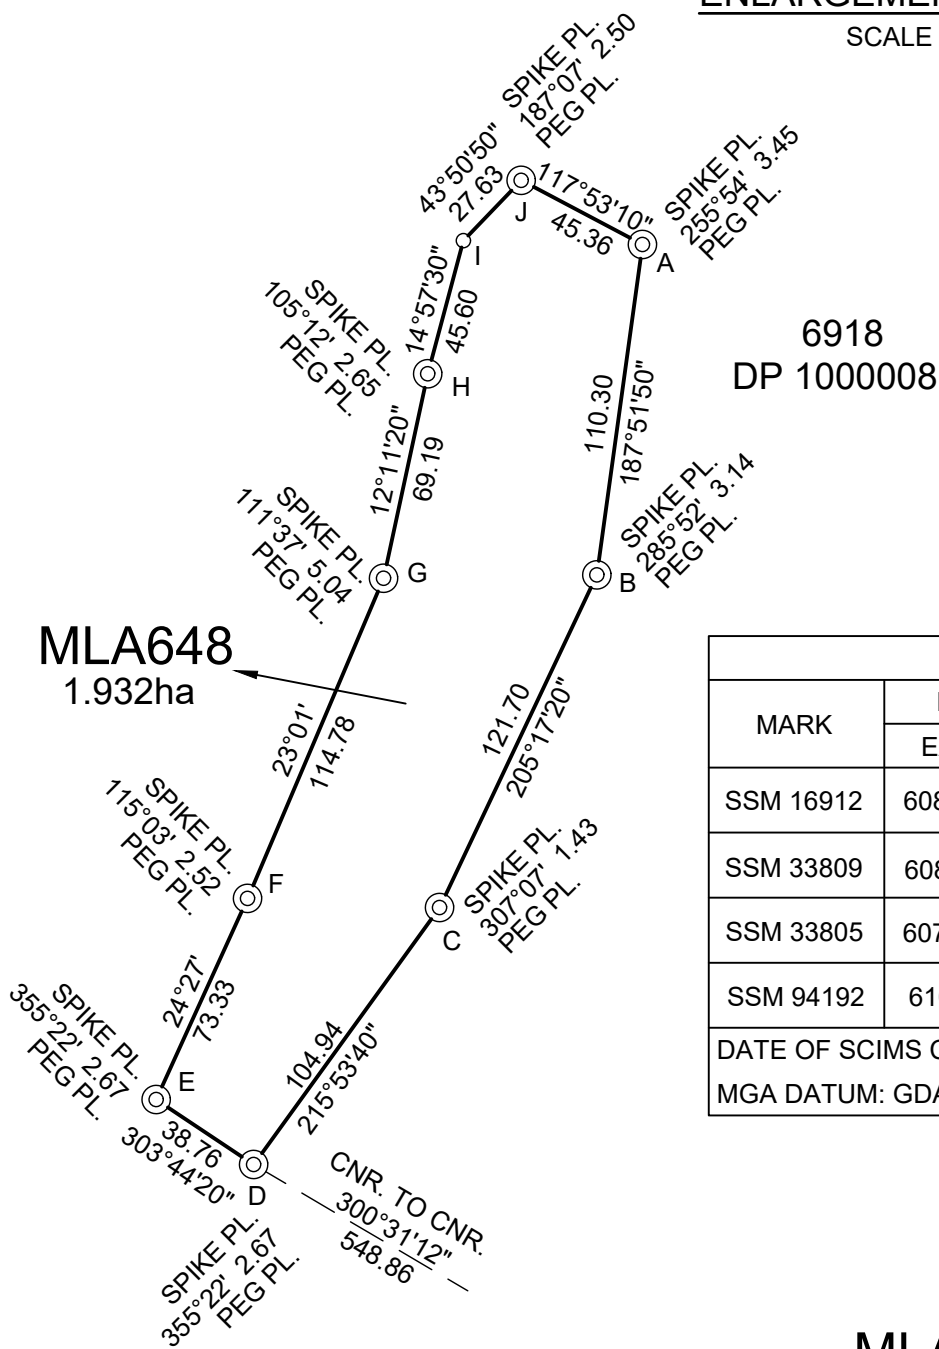 ENLARGEMEN
SCALE
SPIKE PL.
187°07' 2.50
PEG PL.
43°50'50"
27.63
J
117°53'10"
45.36
SPIKE PL.
255°54' 3.45
PEG PL.
A
I
14°57'30"
45.60
SPIKE PL.
105°12' 2.65
PEG PL.
H
6918
DP 1000008
110.30
187°51'50"
12°11'20"
69.19
SPIKE PL.
111°37' 5.04
PEG PL.
G
SPIKE PL.
285°52' 3.14
PEG PL.
B
MLA648
1.932ha
23°01'
114.78
121.70
205°17'20"
SPIKE PL.
115°03' 2.52
PEG PL.
F
SPIKE PL.
307°07' 1.43
PEG PL.
C
24°27'
73.33
104.94
215°53'40"
SPIKE PL.
355°22' 2.67
PEG PL.
E
38.76
303°44'20"
D
CNR. TO CNR.
300°31'12"
548.86
SPIKE PL.
355°22' 2.67
PEG PL.
MARK
E
SSM 16912 608
SSM 33809 608
SSM 33805 607
SSM 94192 61
DATE OF SCIMS
MGA DATUM: GDA
MLA